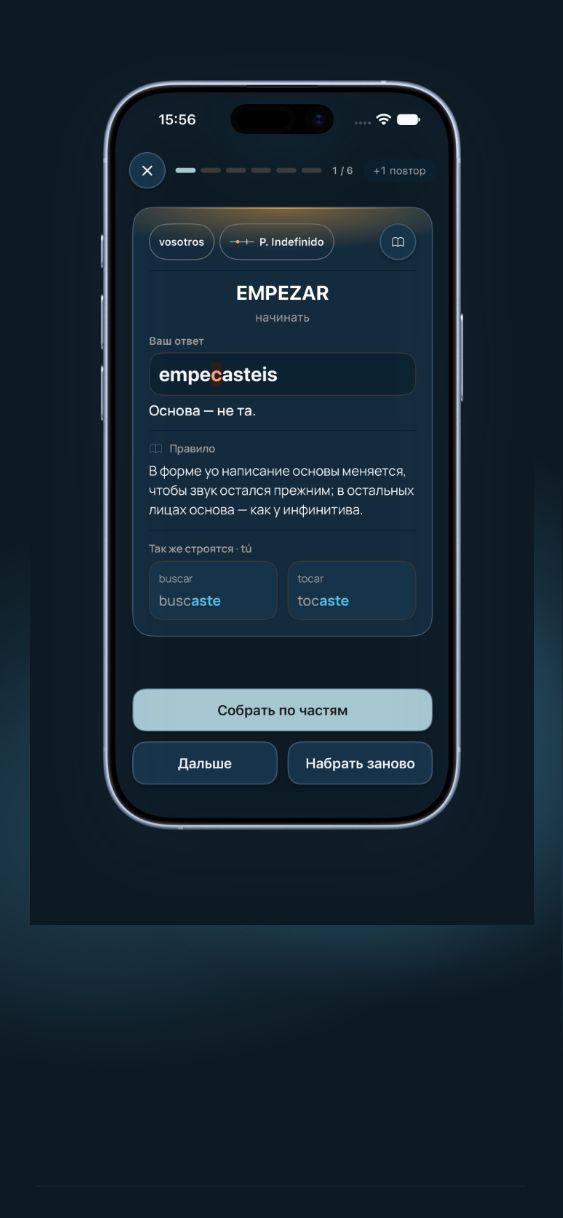 15:56
1 / 6
+1 повтор
vosotros
P. Indefinido
EMPEZAR
начинать
Ваш ответ
empecasteis
Основа — не та.
Правило
В форме yo написание основы меняется,
чтобы звук остался прежним; в остальных
лицах основа — как у инфинитива.
Так же строятся · tú
buscar
tocar
buscaste
tocaste
Собрать по частям
Дальше
Набрать заново